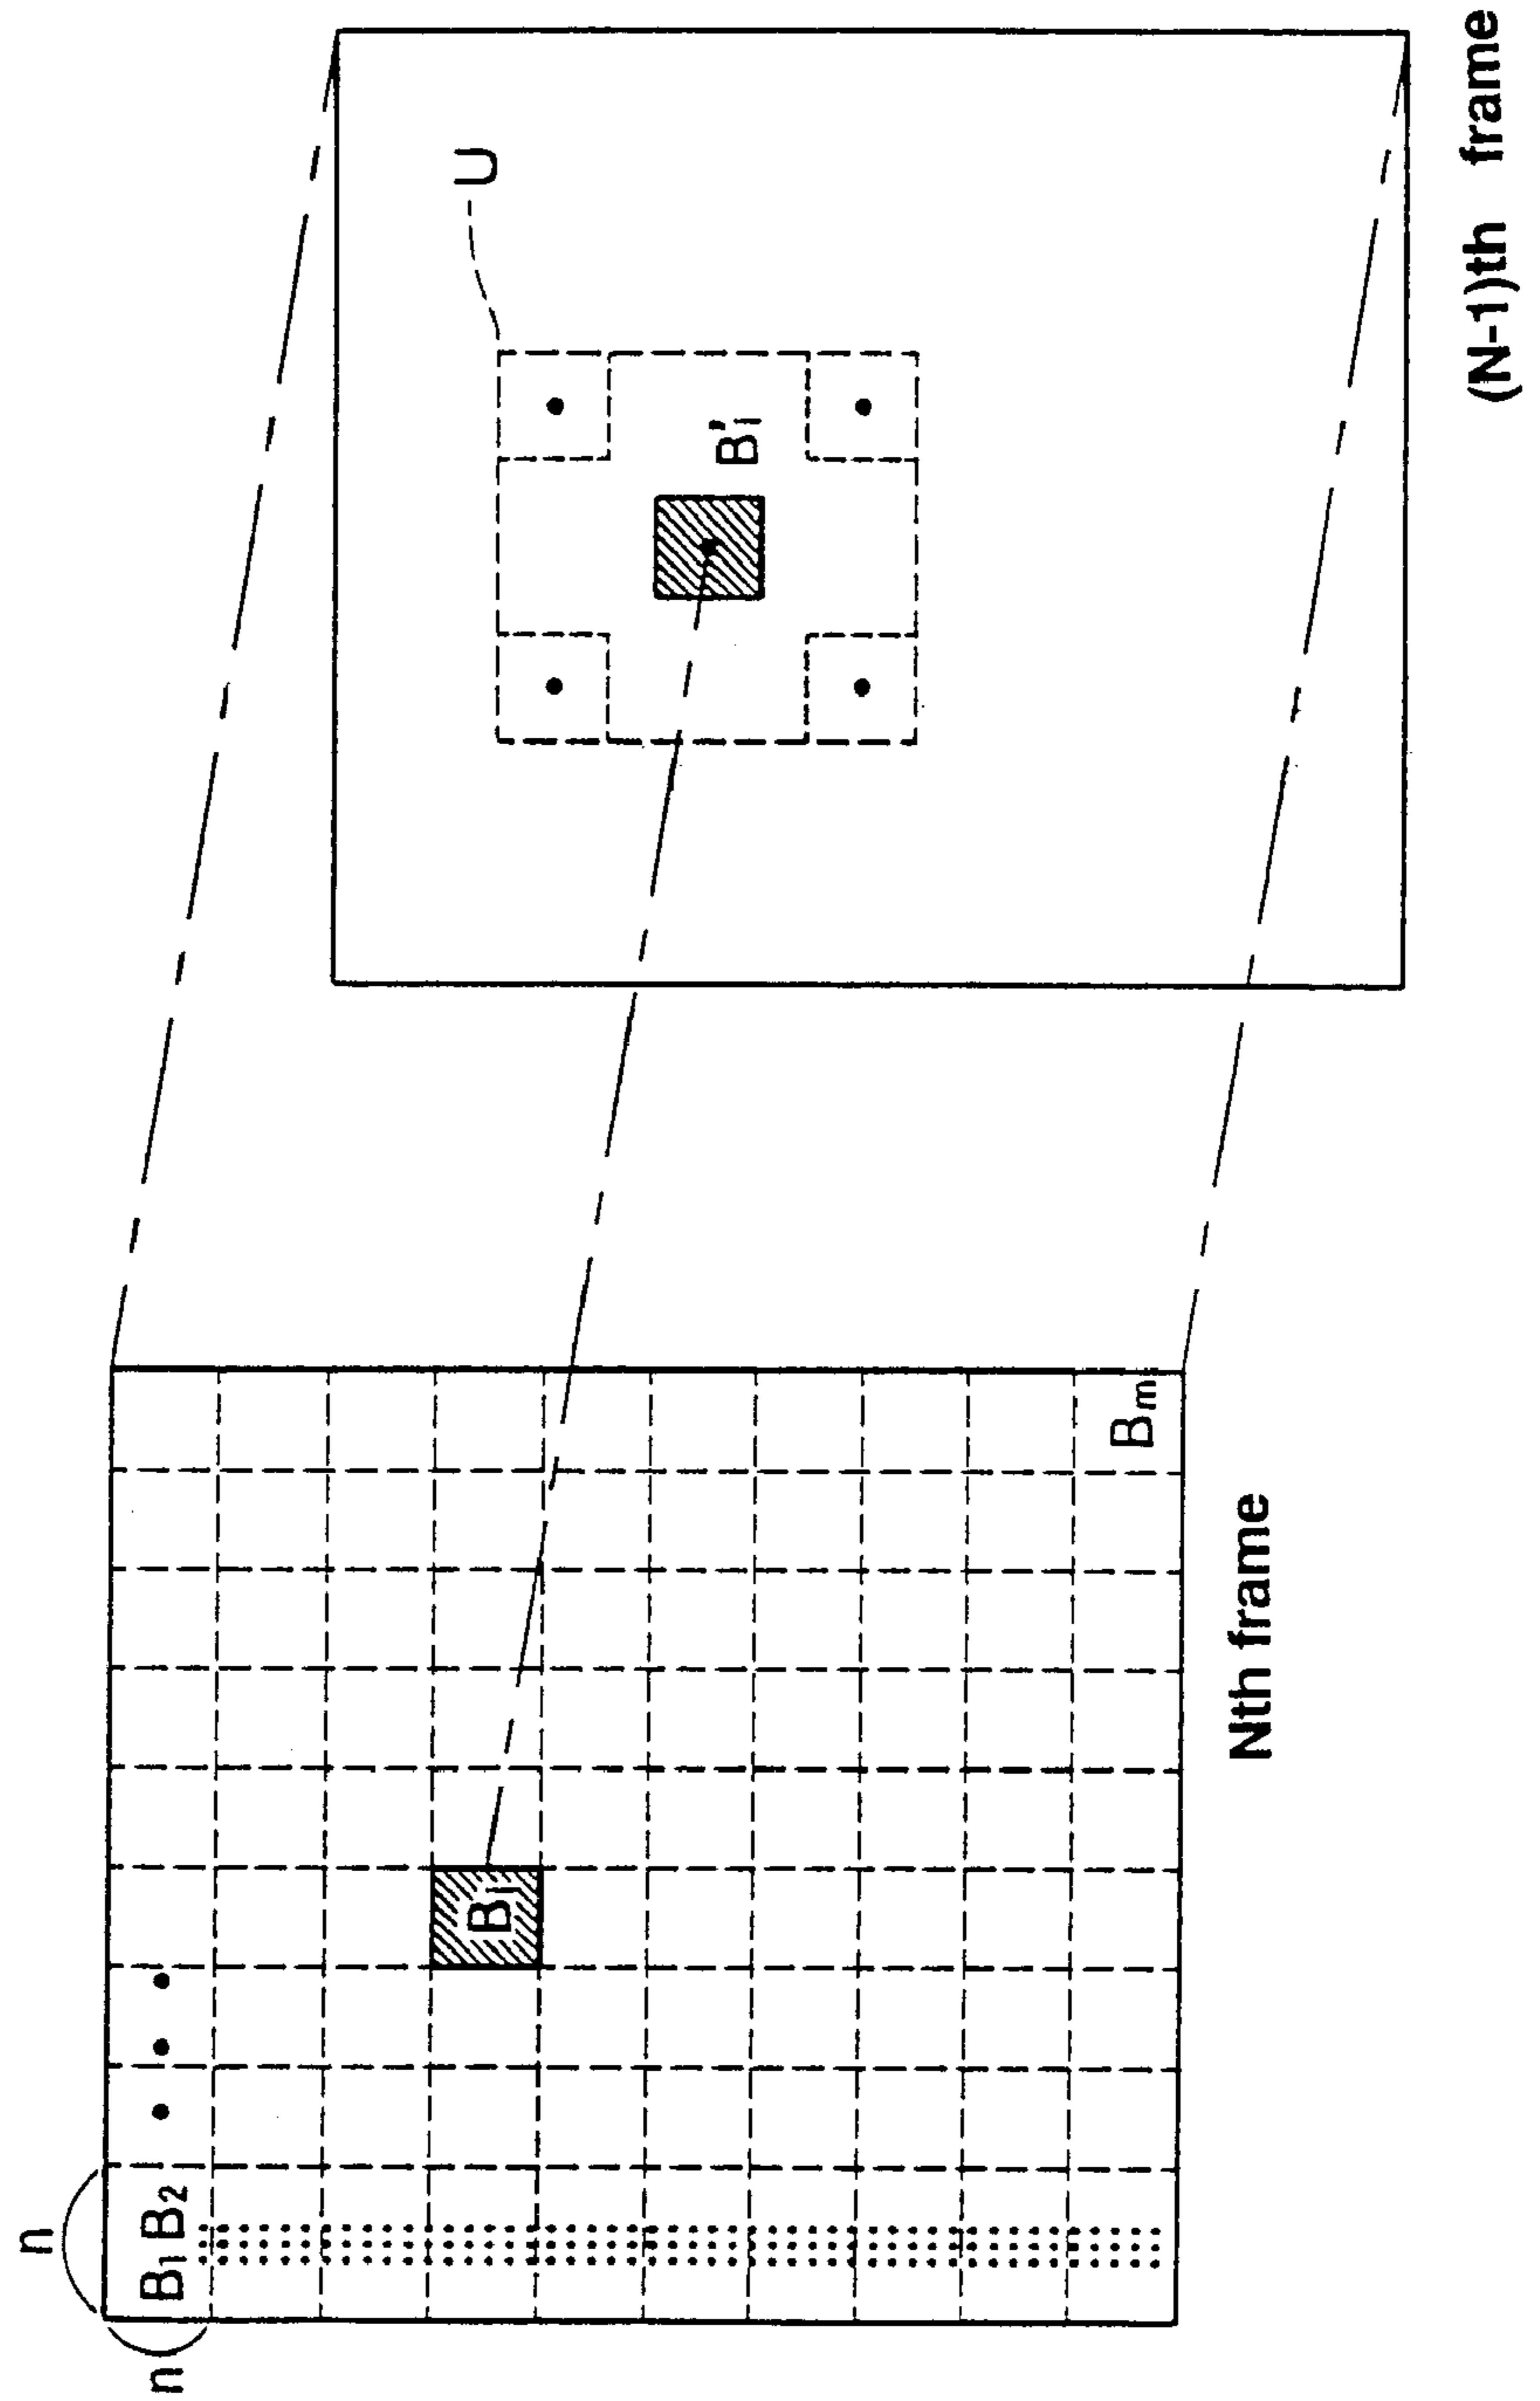 n
n
B₁ B₂
Bᵢ
Bₘ
Nth frame
U
B'ᵢ
(N-1)th frame